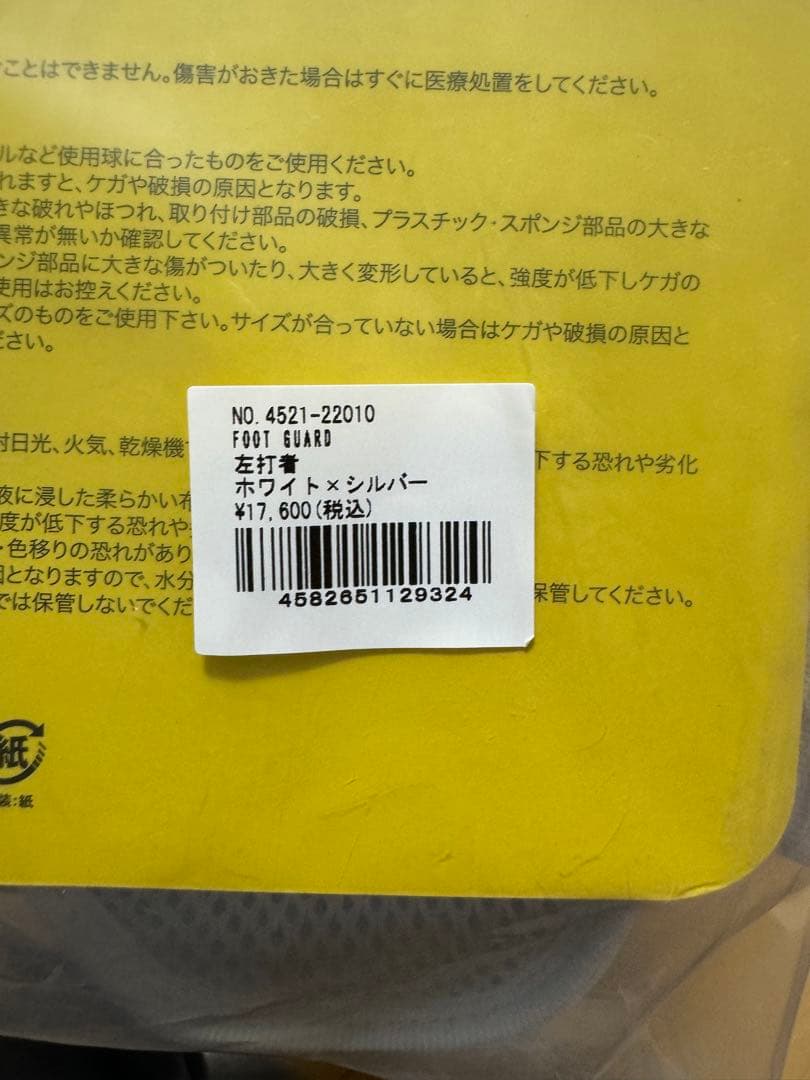 ことはできません。傷害がおきた場合はすぐに医療処置をしてください。
ルなど使用球に合ったものをご使用ください。
れますと、ケガや破損の原因となります。
きな破れやほつれ、取り付け部品の破損、プラスチック・スポンジ部品の大きな
異常が無いか確認してください。
ンジ部品に大きな傷がついたり、大きく変形していると、強度が低下しケガの
使用はお控えください。
ズのものをご使用下さい。サイズが合っていない場合はケガや破損の原因と
ださい。
射日光、火気、乾燥機 下する恐れや劣化
液に浸した柔らかい布
度が低下する恐れや
・色移りの恐れがあり
因となりますので、水分
では保管しないでくだ 保管してください。
NO. 4521-22010
FOOT GUARD
左打者
ホワイト×シルバー
¥17,600(税込)
4582651129324
紙
装:紙